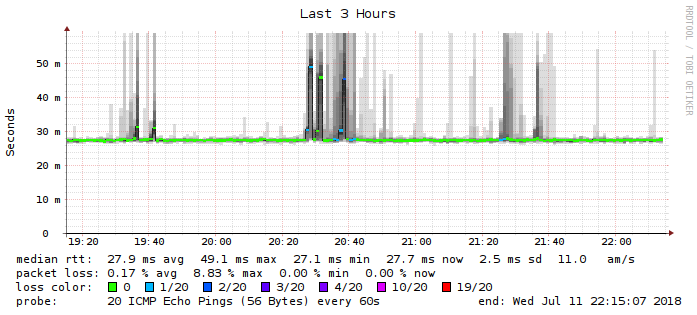 Last 3 Hours
RRDTOOL / TOBI OETIKER
Seconds
50 m
40 m
30 m
20 m
10 m
0
19:20 19:40 20:00 20:20 20:40 21:00 21:20 21:40 22:00
median rtt: 27.9 ms avg 49.1 ms max 27.1 ms min 27.7 ms now 2.5 ms sd 11.0 am/s
packet loss: 0.17 % avg 8.83 % max 0.00 % min 0.00 % now
loss color: 0 1/20 2/20 3/20 4/20 10/20 19/20
probe: 20 ICMP Echo Pings (56 Bytes) every 60s end: Wed Jul 11 22:15:07 2018